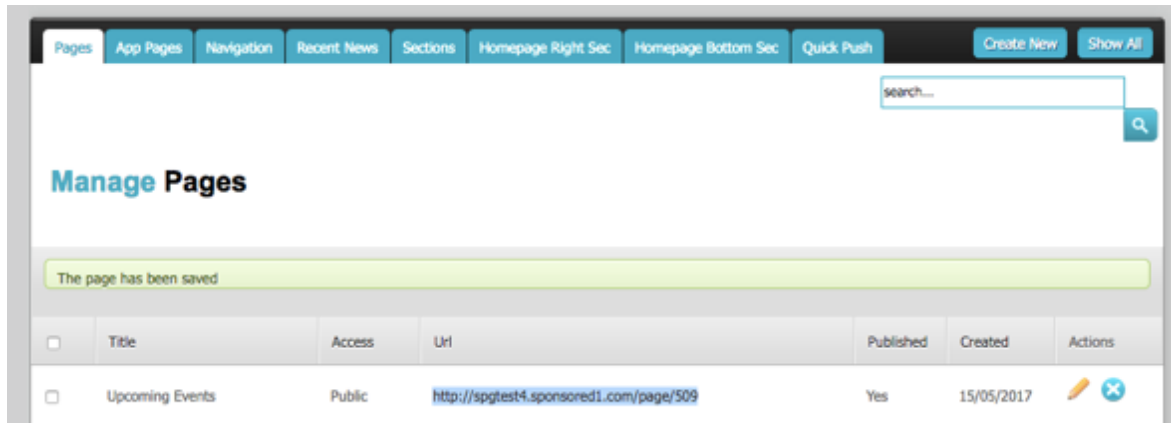 Pages App Pages Navigation Recent News Sections Homepage Right Sec Homepage Bottom Sec Quick Push Create New Show All
search...
Manage Pages
The page has been saved
Title Access Url Published Created Actions
Upcoming Events Public http://spgtest4.sponsored1.com/page/509 Yes 15/05/2017